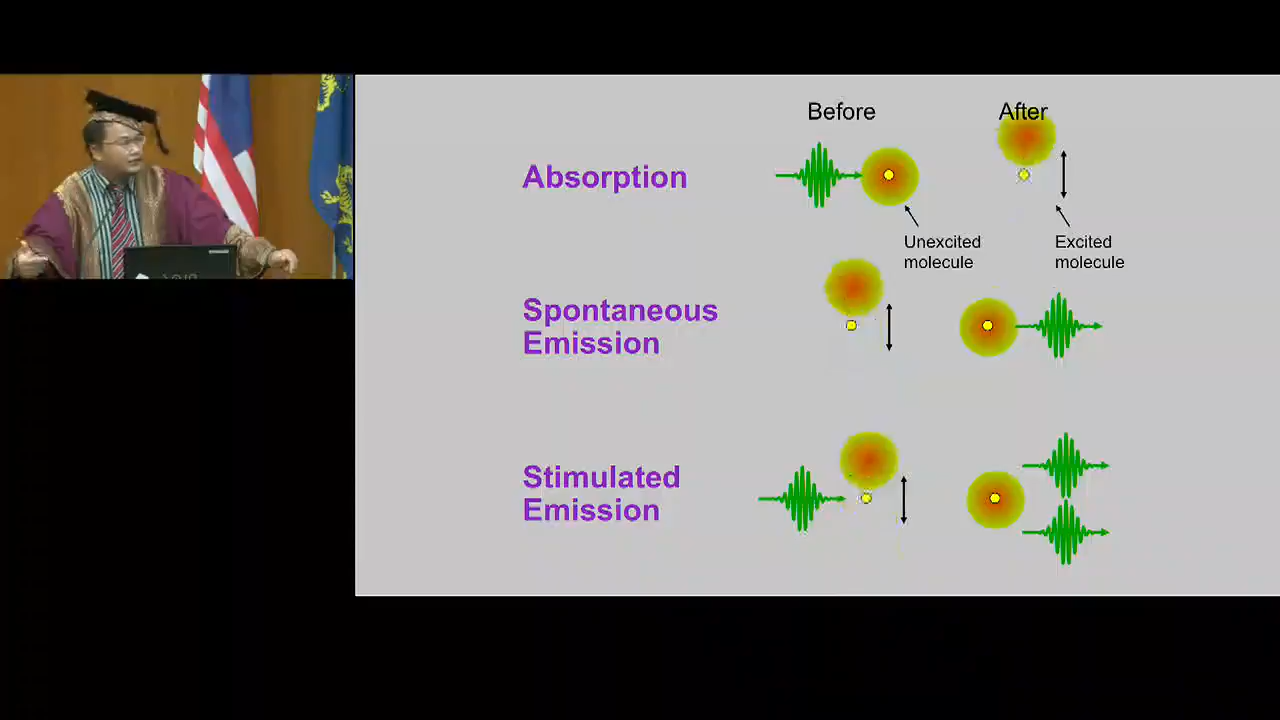 Before
After
Absorption
Unexcited
molecule
Excited
molecule
Spontaneous
Emission
Stimulated
Emission